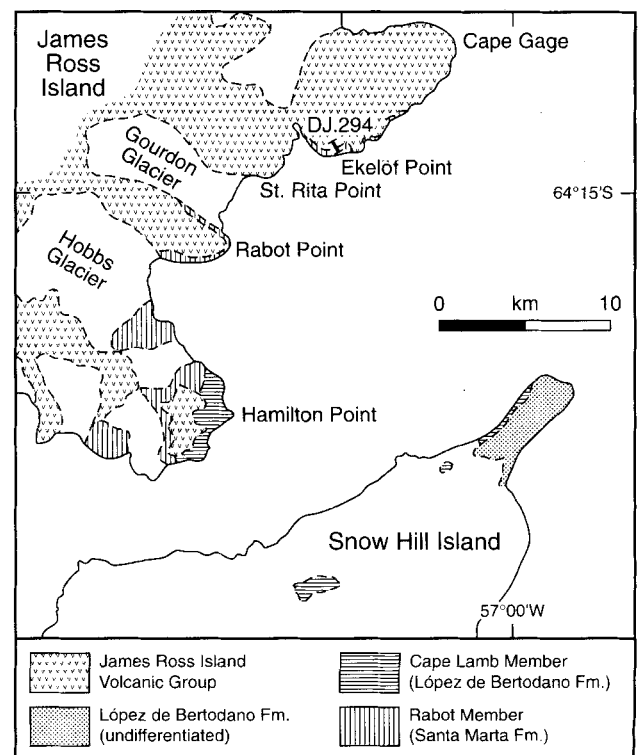 James
Ross
Island
Cape Gage
DJ.294
Gourdon
Glacier
Ekelöf Point
St. Rita Point
64°15'S
Hobbs
Glacier
Rabot Point
0 km 10
Hamilton Point
Snow Hill Island
57°00'W
James Ross Island
Volcanic Group
Cape Lamb Member
(López de Bertodano Fm.)
López de Bertodano Fm.
(undifferentiated)
Rabot Member
(Santa Marta Fm.)